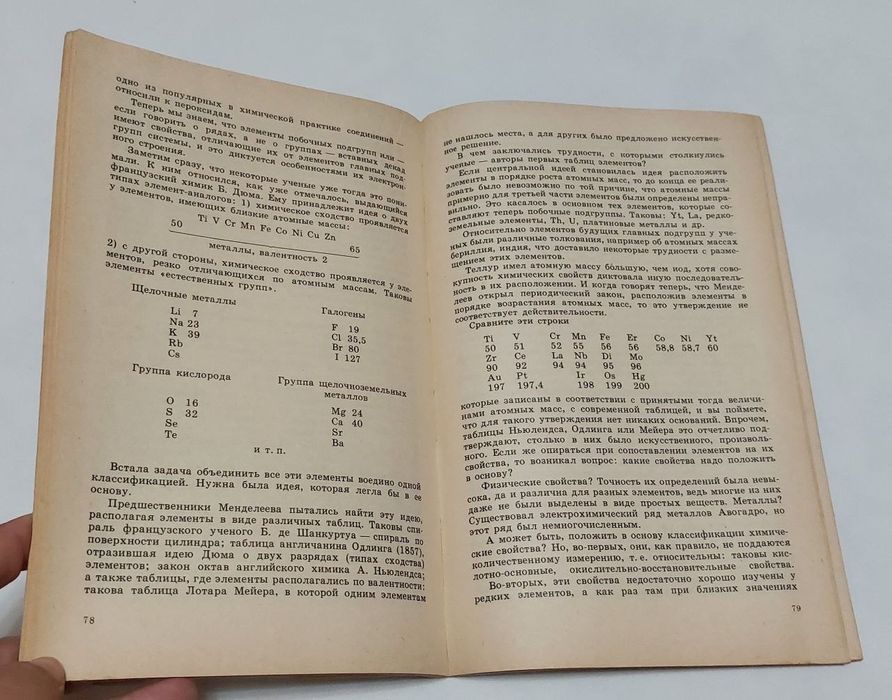 одно из популярных в химической практике соединений —
относили к пероксидам.
Теперь мы знаем, что элементы побочных подгрупп или —
если говорить о рядах, а не о группах — вставных декад
имеют свойства, отличающие их от элементов главных под-
групп системы, и это диктуется особенностями их электрон-
ного строения.
Заметим сразу, что некоторые ученые уже тогда это пони-
мали. К ним относился, как уже отмечалось, выдающийся
французский химик Б. Дюма. Ему принадлежит идея о двух
типах элемент-аналогов: 1) химическое сходство проявляется
у элементов, имеющих близкие атомные массы:
Ti V Cr Mn Fe Co Ni Cu Zn
50 65
металлы, валентность 2
2) с другой стороны, химическое сходство проявляется у эле-
ментов, резко отличающихся по атомным массам. Таковы
элементы «естественных групп».
Щелочные металлы Галогены
Li 7 F 19
Na 23 Cl 35,5
K 39 Br 80
Rb I 127
Cs
Группа кислорода Группа щелочноземельных
металлов
O 16 Mg 24
S 32 Ca 40
Se Sr
Te Ba
и т. п.
Встала задача объединить все эти элементы воедино одной
классификацией. Нужна была идея, которая легла бы в ее
основу.
Предшественники Менделеева пытались найти эту идею,
располагая элементы в виде различных таблиц. Таковы спи-
раль французского ученого Б. де Шанкуртуа — спираль по
поверхности цилиндра; таблица англичанина Одлинга (1857),
отразившая идею Дюма о двух разрядах (типах сходства)
элементов; закон октав английского химика А. Ньюлендса;
а также таблицы, где элементы располагались по валентности;
такова таблица Лотара Мейера, в которой одним элементам
78
не нашлось места, а для других было предложено искусствен-
ное решение.
В чем заключались трудности, с которыми столкнулись
ученые — авторы первых таблиц элементов?
Если центральной идеей становилась идея расположить
элементы в порядке роста атомных масс, то до конца ее реали-
зовать было невозможно по той причине, что атомные массы
примерно для третьей части элементов были определены непра-
вильно. Это касалось в основном тех элементов, которые со-
ставляют теперь побочные подгруппы. Таковы: Yt, La, редко-
земельные элементы, Th, U, платиновые металлы и др.
Относительно элементов будущих главных подгрупп у уче-
ных были различные толкования, например об атомных массах
бериллия, индия, что доставило некоторые трудности с разме-
щением этих элементов.
Теллур имел атомную массу бо́льшую, чем иод, хотя сово-
купность химических свойств диктовала иную последователь-
ность в их расположении. И когда говорят теперь, что Менде-
леев открыл периодический закон, расположив элементы в
порядке возрастания атомных масс, то это утверждение не
соответствует действительности.
Сравните эти строки
Ti V Cr Mn Fe Er Co Ni Yt
50 51 52 55 56 56 58,8 58,7 60
Zr Ce La Nb Di Mo
90 92 94 94 95 96
Au Pt Ir Os Hg
197 197,4 198 199 200
которые записаны в соответствии с принятыми тогда величи-
нами атомных масс, с современной таблицей, и вы поймете,
что для такого утверждения нет никаких оснований. Впрочем,
таблицы Ньюлендса, Одлинга или Мейера это отчетливо под-
тверждают, столько в них было искусственного, произволь-
ного. Если же опираться при сопоставлении элементов на их
свойства, то возникал вопрос: какие свойства надо положить
в основу?
Физические свойства? Точность их определений была невы-
сока, да и различна для разных элементов, ведь многие из них
даже не были выделены в виде простых веществ. Металлы?
Существовал электрохимический ряд металлов Авогадро, но
этот ряд был немногочисленным.
А может быть, положить в основу классификации химиче-
ские свойства? Но, во-первых, они, как правило, не поддаются
количественному измерению, т. е. относительны: таковы кис-
лотно-основные, окислительно-восстановительные свойства.
Во-вторых, эти свойства недостаточно хорошо изучены у
редких элементов, а как раз там при близких значениях
79